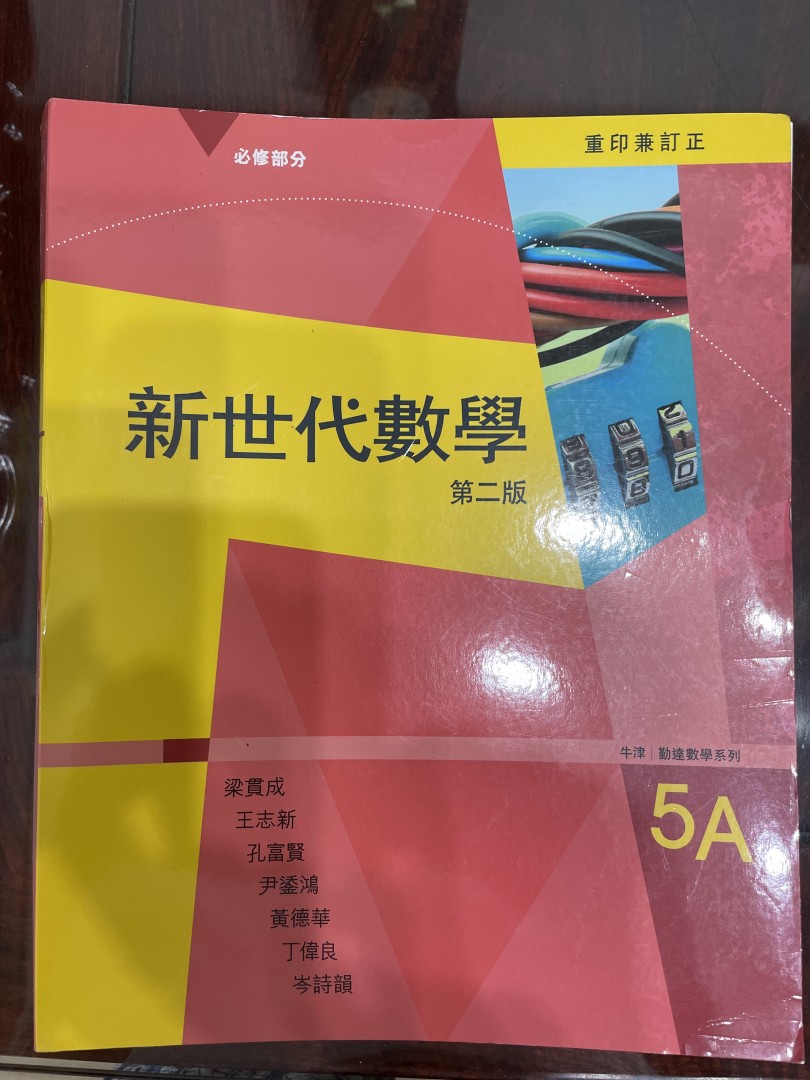 必修部分
重印兼訂正
新世代數學
第二版
牛津 | 勤達數學系列
5A
梁貫成
王志新
孔富賢
尹鋈鴻
黃德華
丁偉良
岑詩韻